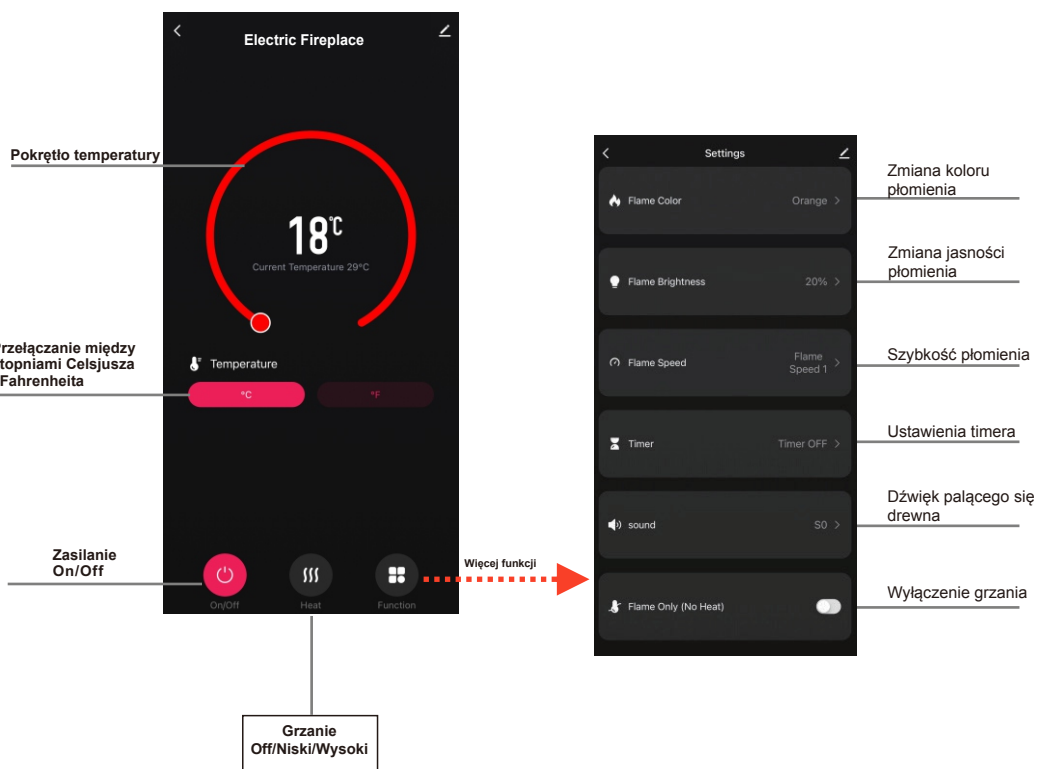 Electric Fireplace
Pokrętło temperatury
18°C
Current Temperature 29°C
Temperature
rzełączanie między
topniami Celsjusza
Fahrenheita
°C
°F
Zasilanie
On/Off
On/Off
Heat
Function
Więcej funkcji
Grzanie
Off/Niski/Wysoki
Settings
Flame Color
Orange
Zmiana koloru
płomienia
Flame Brightness
20%
Zmiana jasności
płomienia
Flame Speed
Flame
Speed 1
Szybkość płomienia
Timer
Timer OFF
Ustawienia timera
sound
S0
Dźwięk palącego się
drewna
Flame Only (No Heat)
Wyłączenie grzania